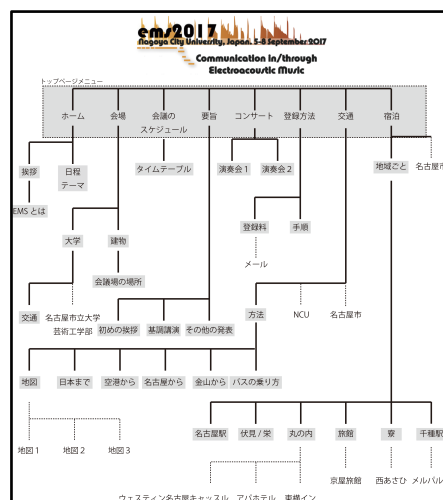 ems2017
Nagoya City University, Japan. 5-8 September 2017
Communication in/through
Electroacoustic Music
トップページメニュー
ホーム
会場
会議の
スケジュール
要旨
コンサート
登録方法
交通
宿泊
挨拶
日程
テーマ
タイムテーブル
演奏会1
演奏会2
地域ごと
名古屋市
EMSとは
大学
建物
登録料
手順
会議場の場所
メール
交通
名古屋市立大学
芸術工学部
初めの挨拶
基調講演
その他の発表
方法
NCU
名古屋市
地図
日本まで
空港から
名古屋から
金山から
バスの乗り方
地図1
地図2
地図3
名古屋駅
伏見/栄
丸の内
旅館
寮
千種駅
京屋旅館
西あさひ
メルパル
ウェスティン名古屋キャッスル
アパホテル
東横イン